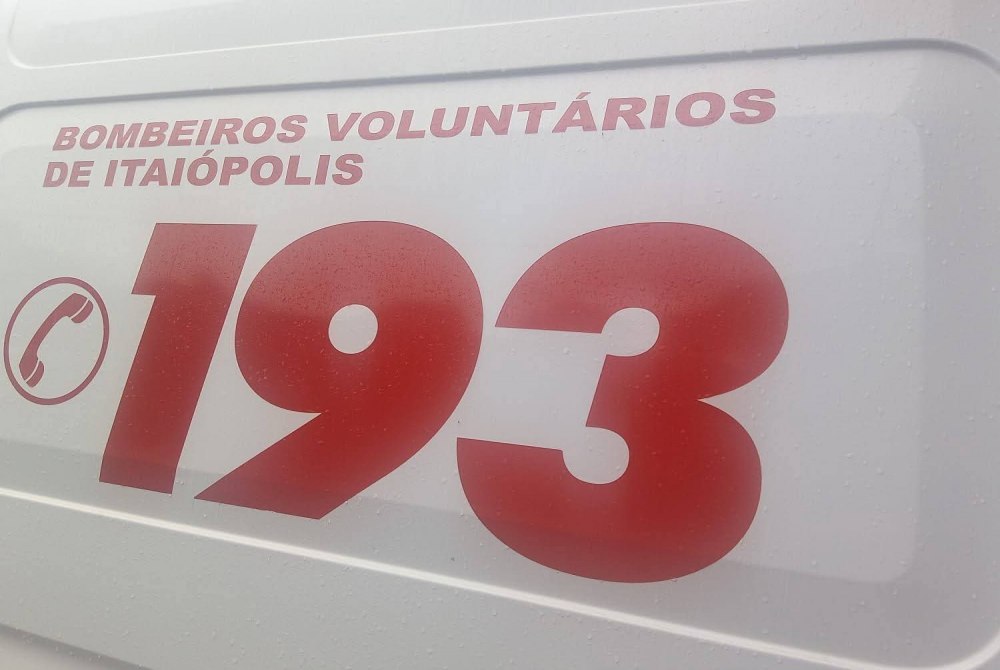 BOMBEIROS VOLUNTÁRIOS
DE ITAIÓPOLIS
193